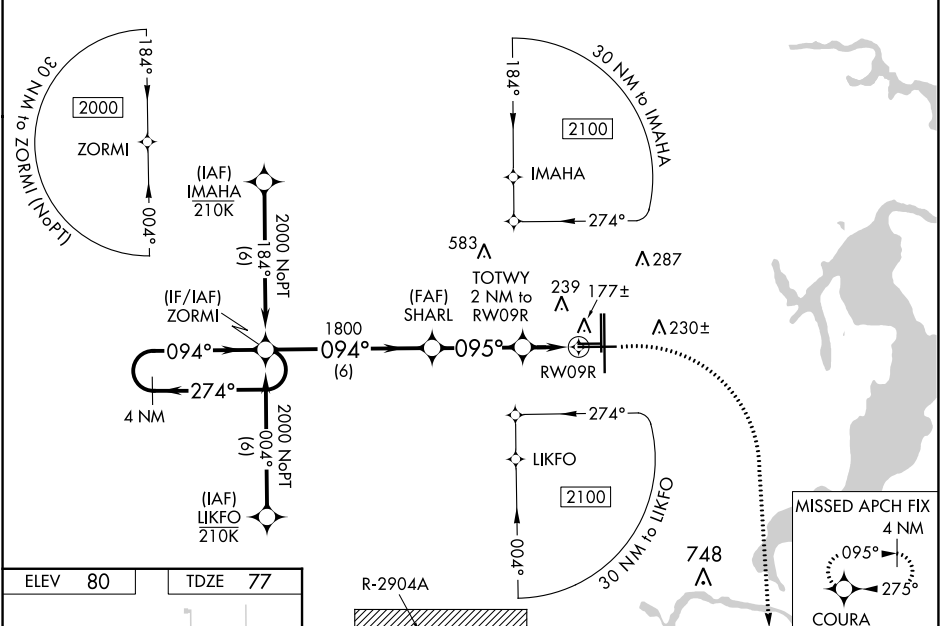 30 NM to ZORMI (NoPT)
184°
2000
ZORMI
004°
184°
30 NM to IMAHA
2100
IMAHA
274°
(IAF)
IMAHA
210K
2000 NoPT
184°
(6)
583
287
TOTWY
2 NM to
RW09R
239
177±
(IF/IAF)
ZORMI
(FAF)
SHARL
1800
094°
(6)
230±
094°
095°
RW09R
274°
4 NM
2000 NoPT
004°
(6)
274°
LIKFO
2100
004°
30 NM to LIKFO
(IAF)
LIKFO
210K
748
MISSED APCH FIX
4 NM
095°
275°
COURA
ELEV 80
TDZE 77
R-2904A